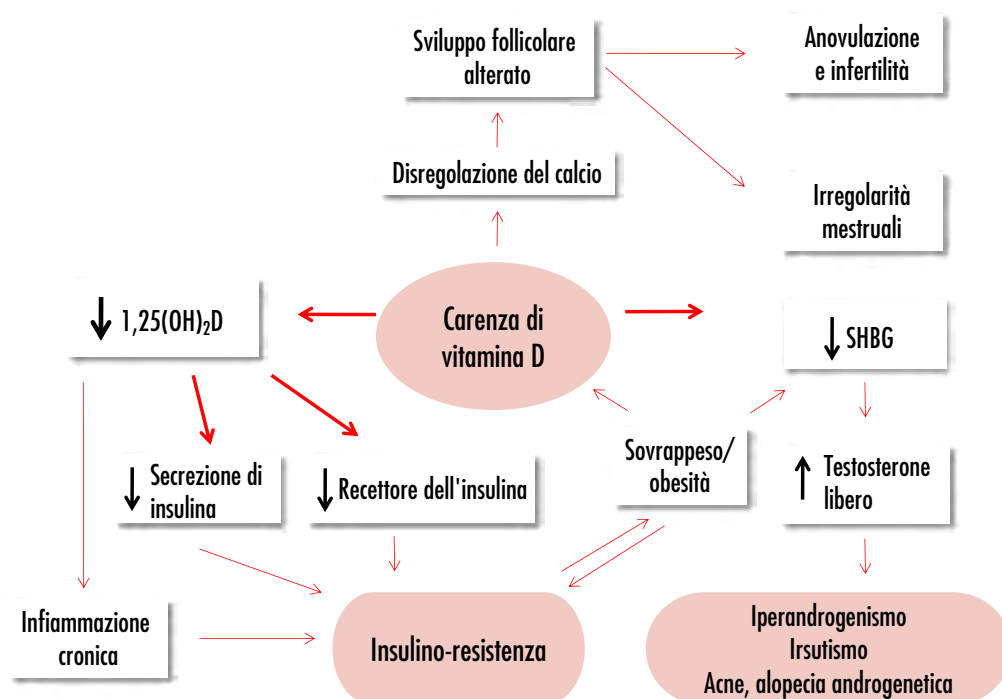 Sviluppo follicolare
alterato
Anovulazione
e infertilità
Disregolazione del calcio
Irregolarità
mestruali
1,25(OH)₂D
Carenza di
vitamina D
SHBG
Secrezione di
insulina
Recettore dell'insulina
Sovrappeso/
obesità
Testosterone
libero
Infiammazione
cronica
Insulino-resistenza
Iperandrogenismo
Irsutismo
Acne, alopecia androgenetica